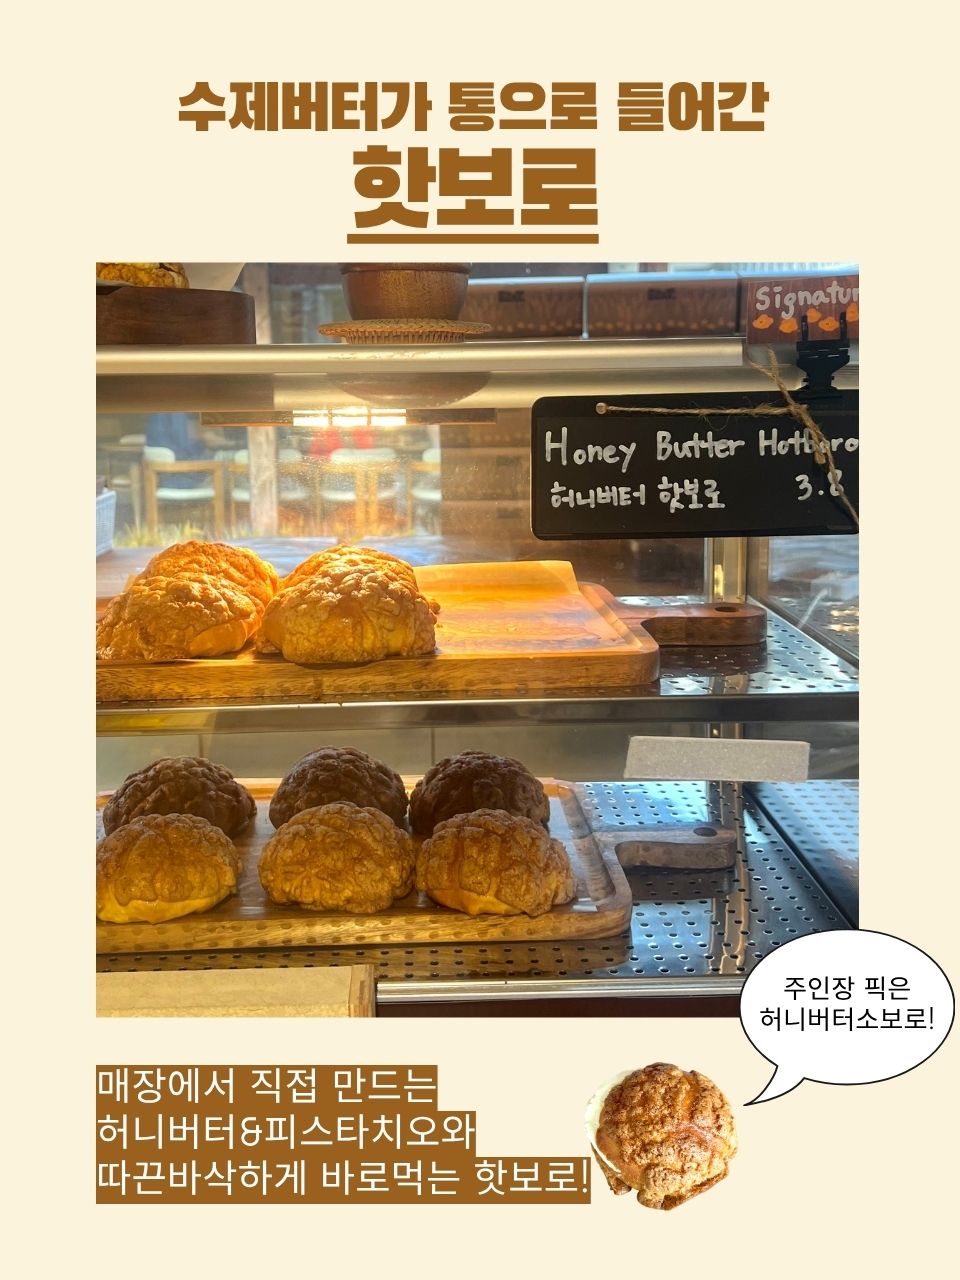 수제버터가 통으로 들어간
핫보로
Signatur
Honey Butter Hotboro
허니버터 핫보로 3.8
주인장 픽은
허니버터소보로!
매장에서 직접 만드는
허니버터&피스타치오와
따끈바삭하게 바로먹는 핫보로!